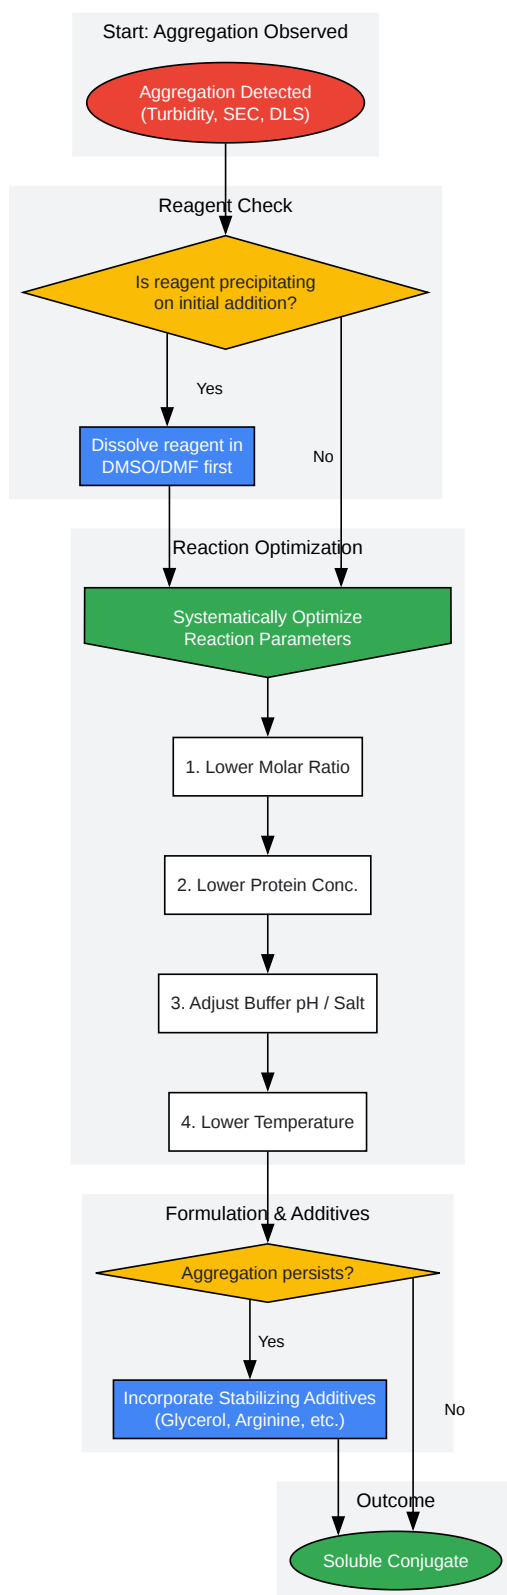 Start: Aggregation Observed
Aggregation Detected
(Turbidity, SEC, DLS)
Reagent Check
Is reagent precipitating
on initial addition?
Yes
Dissolve reagent in
DMSO/DMF first
No
Reaction Optimization
Systematically Optimize
Reaction Parameters
1. Lower Molar Ratio
2. Lower Protein Conc.
3. Adjust Buffer pH / Salt
4. Lower Temperature
Formulation & Additives
Aggregation persists?
Yes
Incorporate Stabilizing Additives
(Glycerol, Arginine, etc.)
No
Outcome
Soluble Conjugate